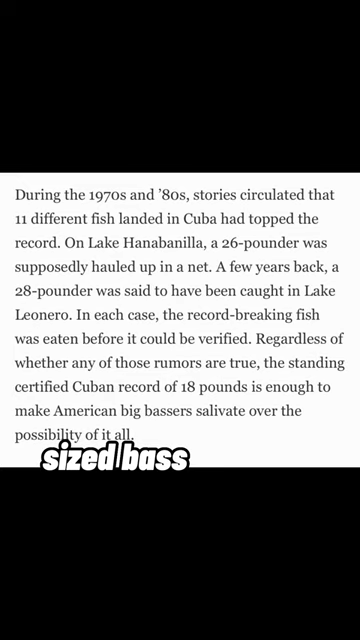 During the 1970s and ’80s, stories circulated that
11 different fish landed in Cuba had topped the
record. On Lake Hanabanilla, a 26-pounder was
supposedly hauled up in a net. A few years back, a
28-pounder was said to have been caught in Lake
Leonero. In each case, the record-breaking fish
was eaten before it could be verified. Regardless of
whether any of those rumors are true, the standing
certified Cuban record of 18 pounds is enough to
make American big bassers salivate over the
possibility of it all.
sized bass